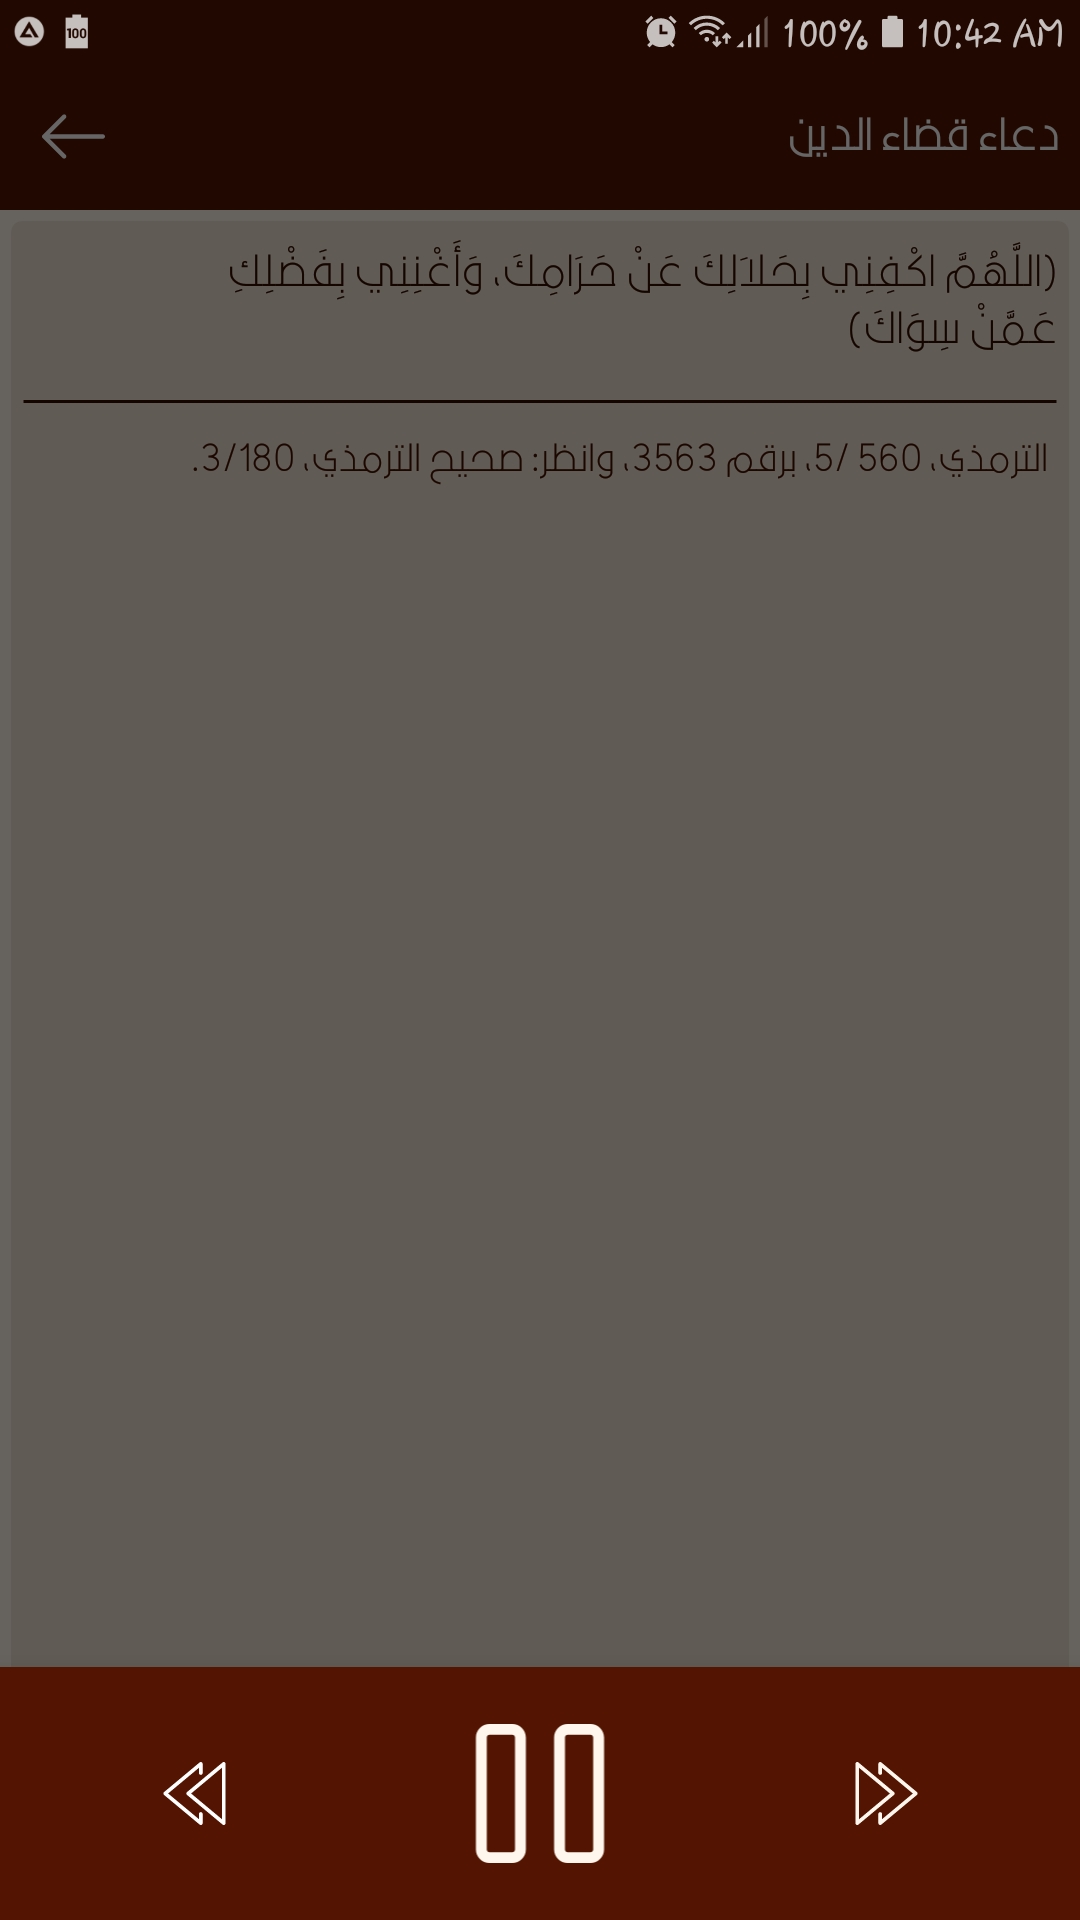 100
100% 10:42 AM
دعاء قضاء الدين
(اللَّهُمَّ اكْفِنِي بِحَلاَلِكَ عَنْ حَرَامِكَ، وَأَغْنِنِي بِفَضْلِكِ
عَمَّنْ سِوَاكَ)
الترمذي، 560 /5، برقم 3563، وانظر: صحيح الترمذي، 3/180.